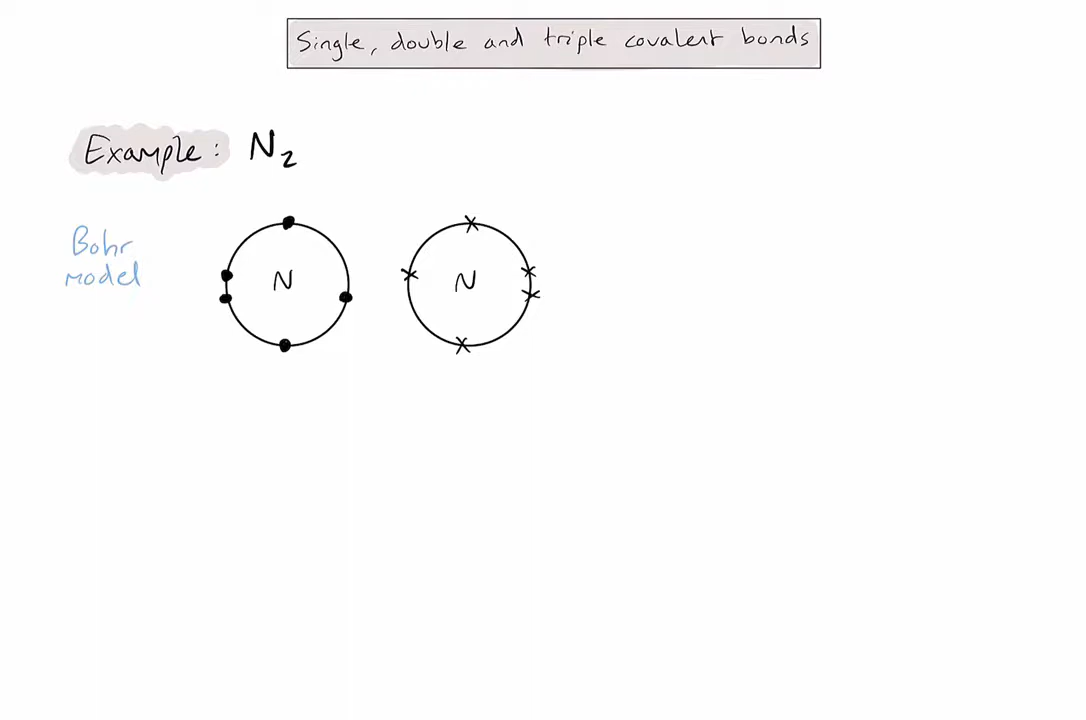 Single, double and triple covalent bonds
Example: N₂
Bohr
model
N
N